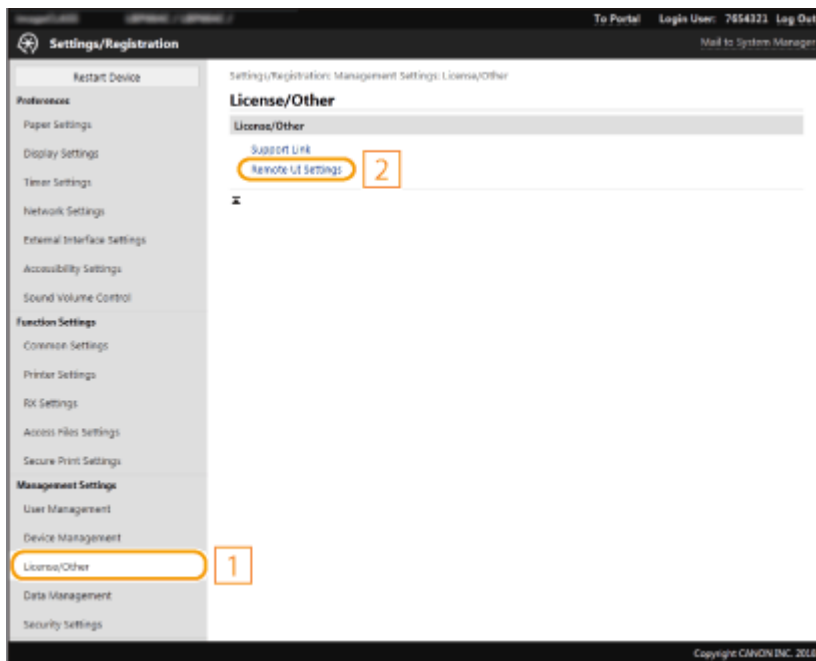 To Portal Login User: 7654321 Log Out
Settings/Registration
Mail to System Manager
Restart Device
Preferences
Paper Settings
Display Settings
Timer Settings
Network Settings
External Interface Settings
Accessibility Settings
Sound Volume Control
Function Settings
Common Settings
Printer Settings
RX Settings
Access Files Settings
Secure Print Settings
Management Settings
User Management
Device Management
License/Other
1
Data Management
Security Settings
Settings/Registration: Management Settings: License/Other
License/Other
License/Other
Support Link
Remote UI Settings
2
Copyright CANON INC. 2018